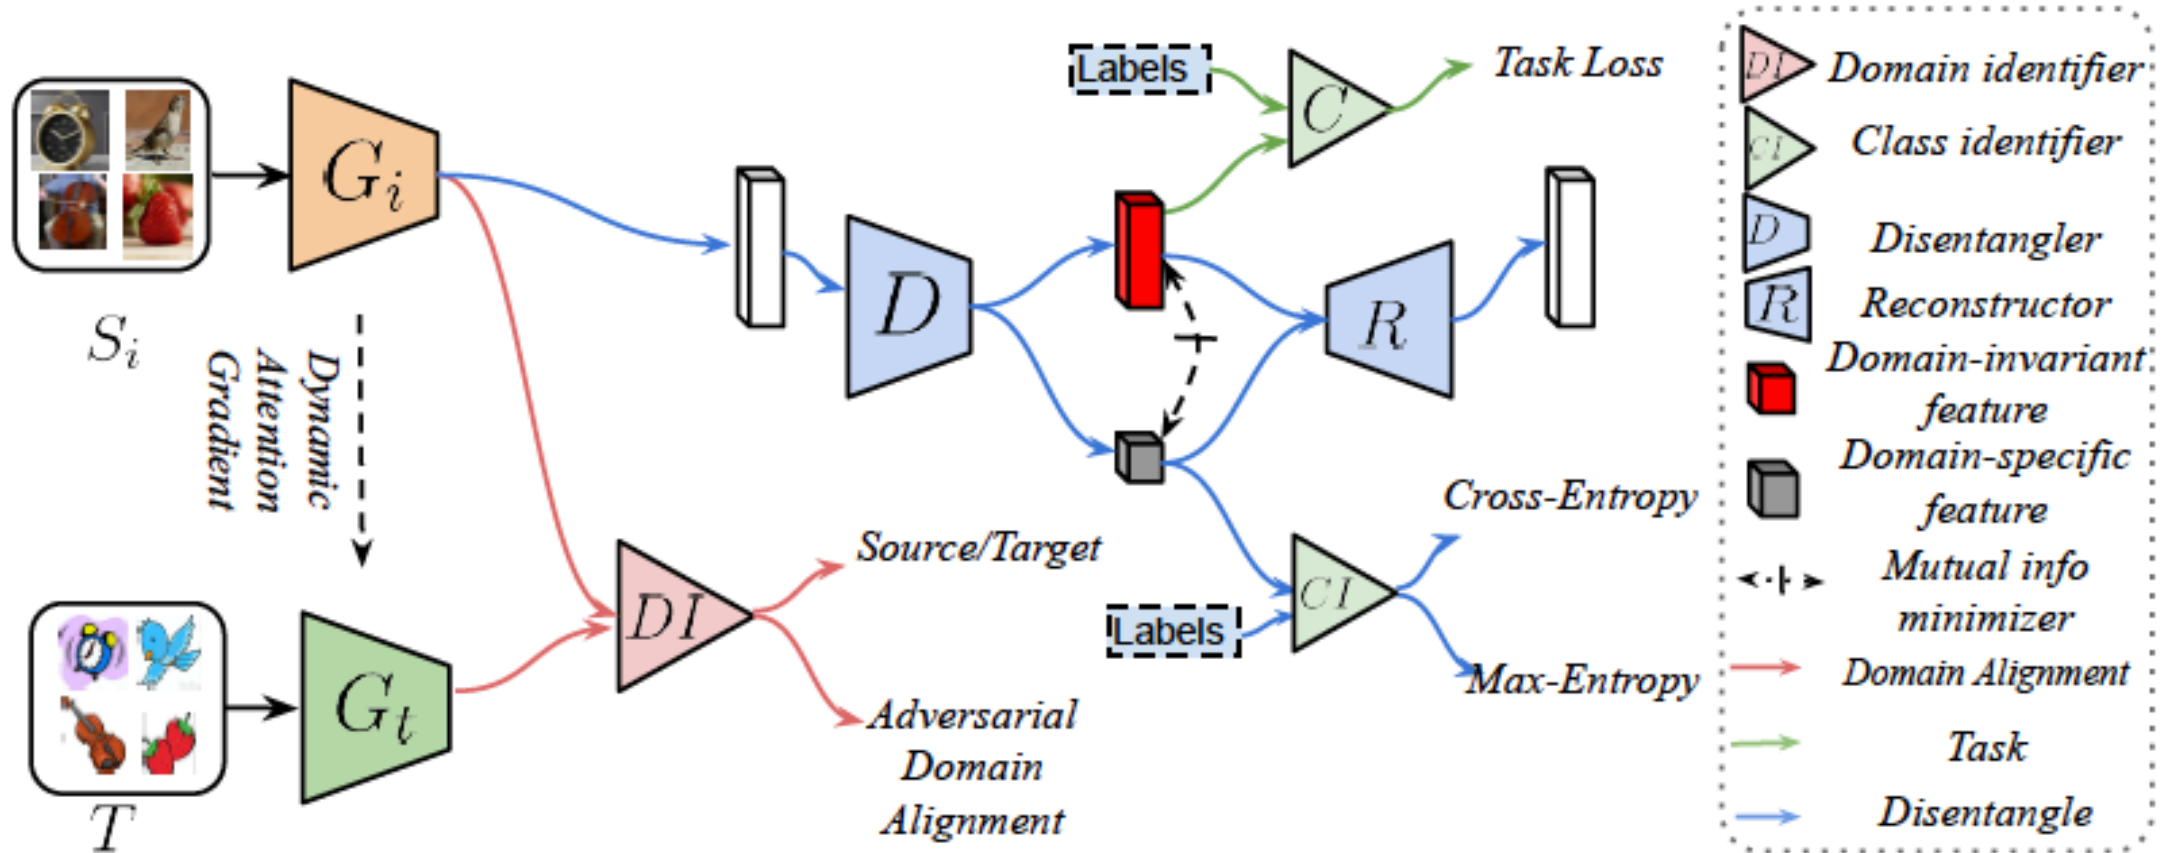 S_i
G_i
Dynamic
Attention
Gradient
T
G_t
DI
Source/Target
Adversarial
Domain
Alignment
D
Labels
C
Task Loss
R
Labels
CI
Cross-Entropy
Max-Entropy
DI Domain identifier
CI Class identifier
D Disentangler
R Reconstructor
Domain-invariant
feature
Domain-specific
feature
Mutual info
minimizer
Domain Alignment
Task
Disentangle